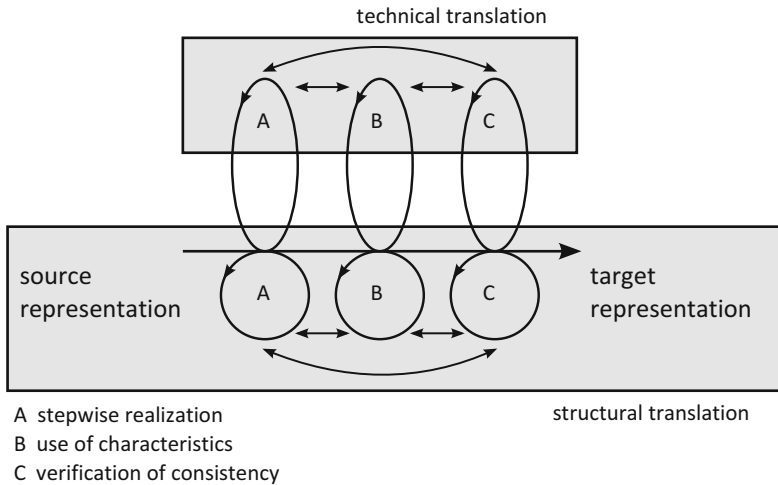 technical translation
A B C
source
representation
A B C
target
representation
A stepwise realization
B use of characteristics
C verification of consistency
structural translation